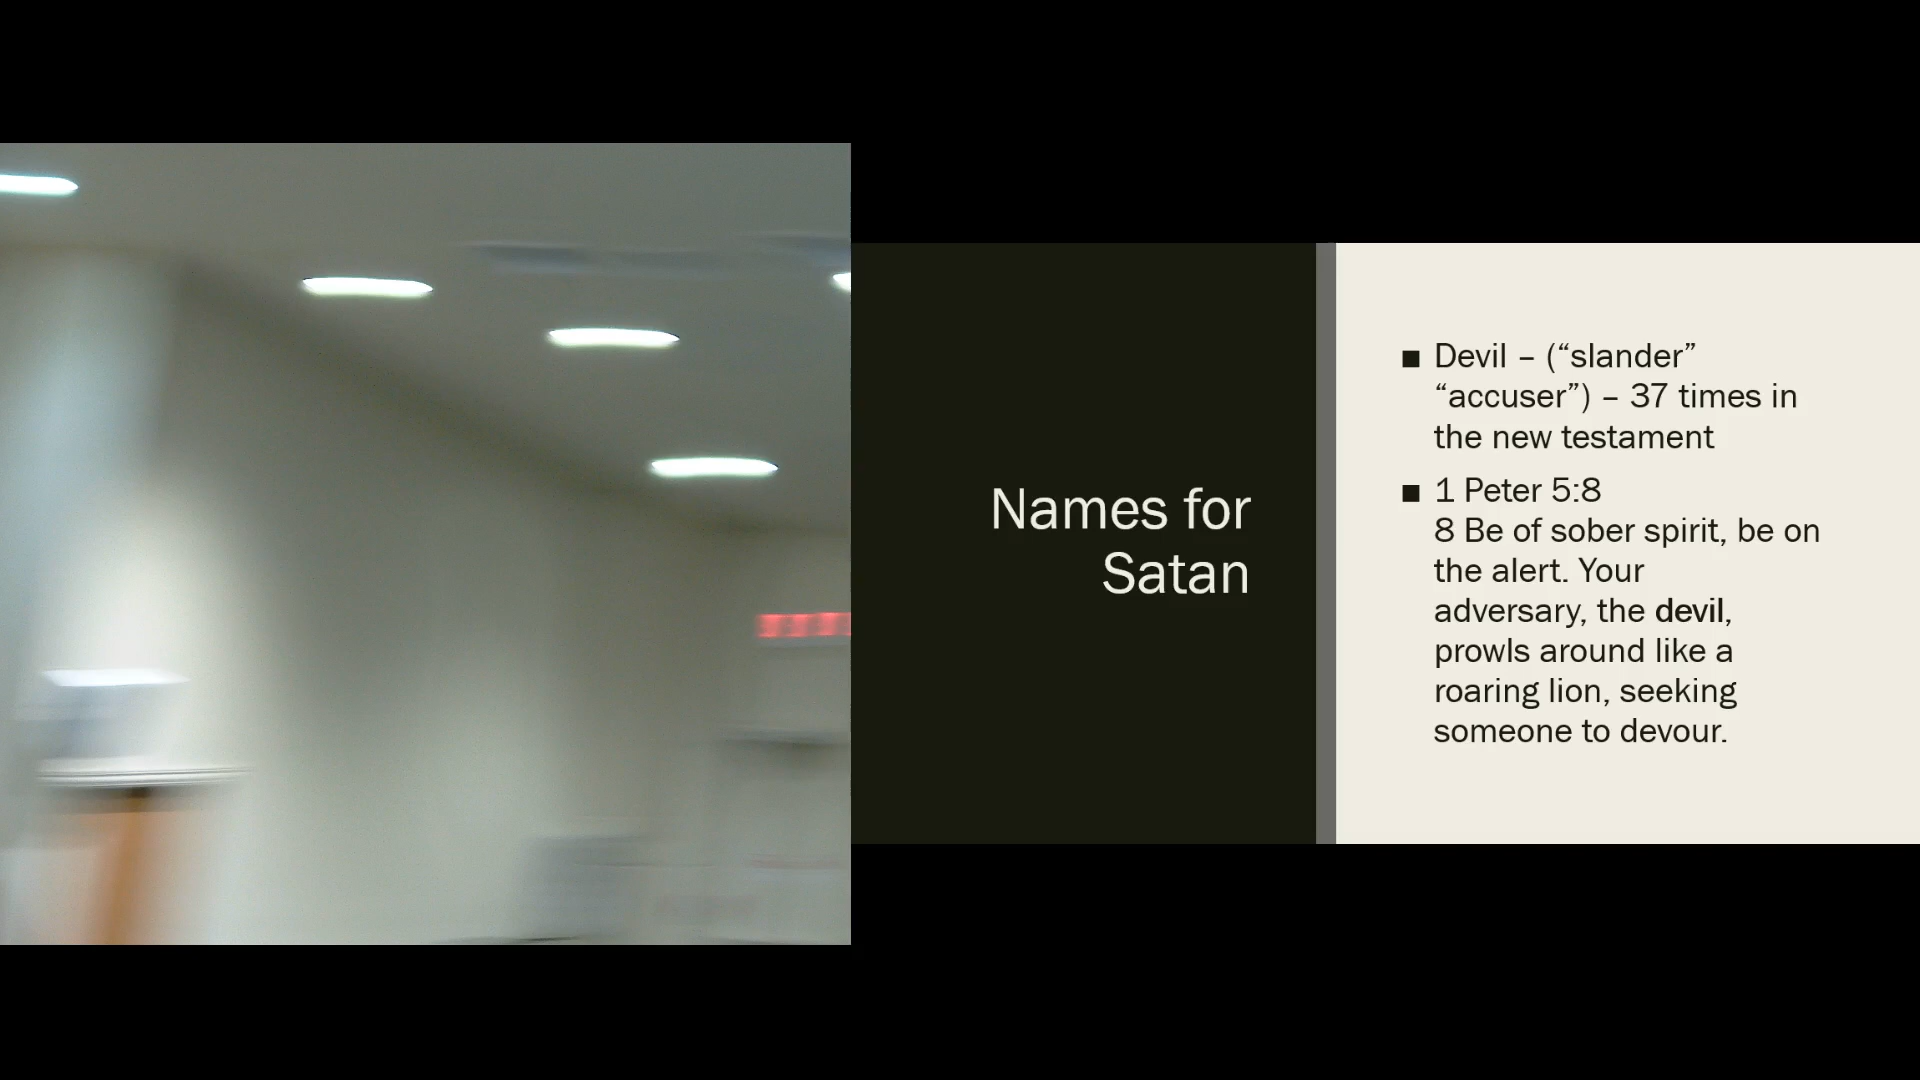 Names for
Satan
■ Devil – (“slander”
“accuser”) – 37 times in
the new testament
■ 1 Peter 5:8
8 Be of sober spirit, be on
the alert. Your
adversary, the devil,
prowls around like a
roaring lion, seeking
someone to devour.